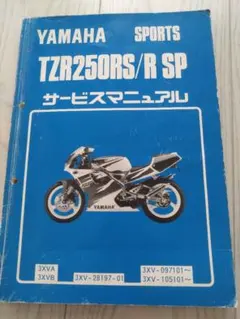 YAMAHA SPORTS
TZR250RS/R SP
サービスマニュアル
YAMAHA
3XVA 3XV-097101～
3XVB 3XV-28197-01 3XV-105101～